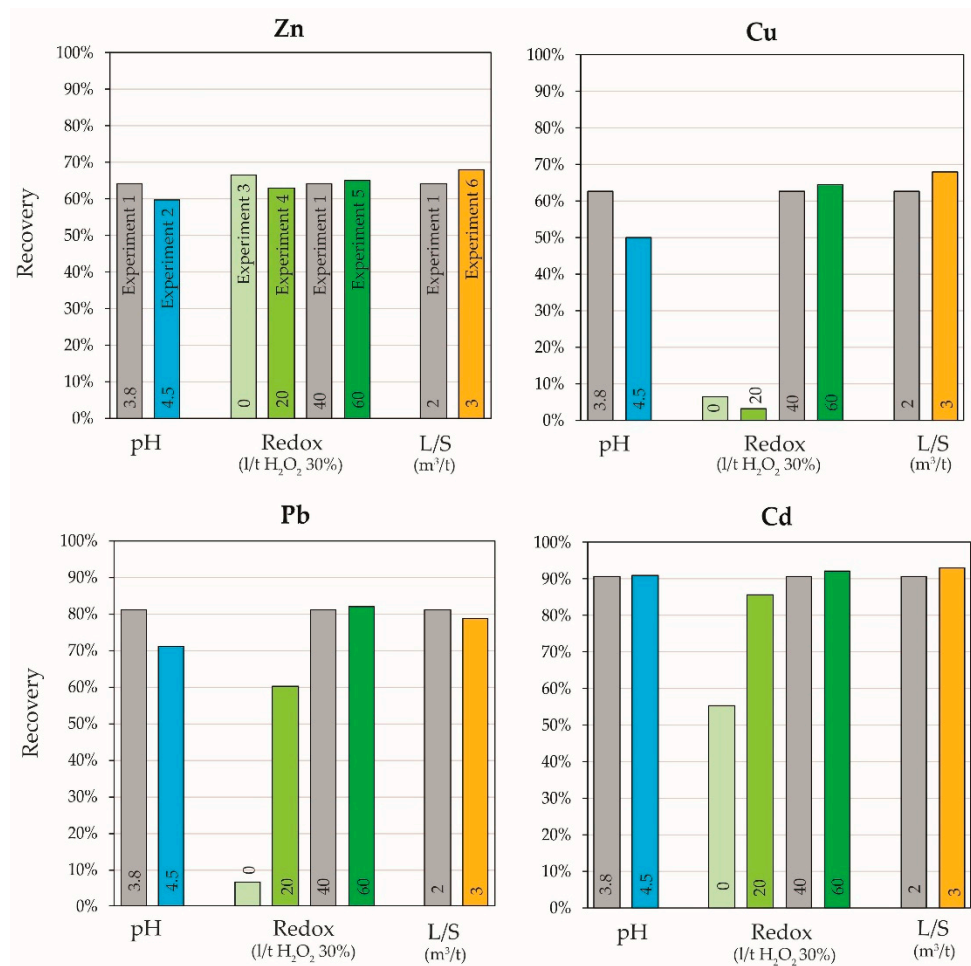 Zn
100%
90%
80%
70%
60%
50%
40%
30%
20%
10%
0%
Recovery
Experiment 1
Experiment 2
Experiment 3
Experiment 4
Experiment 1
Experiment 5
Experiment 1
Experiment 6
3.8
4.5
0
20
40
60
2
3
pH
Redox
(l/t H₂O₂ 30%)
L/S
(m³/t)
Cu
100%
90%
80%
70%
60%
50%
40%
30%
20%
10%
0%
3.8
4.5
0
20
40
60
2
3
pH
Redox
(l/t H₂O₂ 30%)
L/S
(m³/t)
Pb
100%
90%
80%
70%
60%
50%
40%
30%
20%
10%
0%
Recovery
3.8
4.5
0
20
40
60
2
3
pH
Redox
(l/t H₂O₂ 30%)
L/S
(m³/t)
Cd
100%
90%
80%
70%
60%
50%
40%
30%
20%
10%
0%
3.8
4.5
0
20
40
60
2
3
pH
Redox
(l/t H₂O₂ 30%)
L/S
(m³/t)